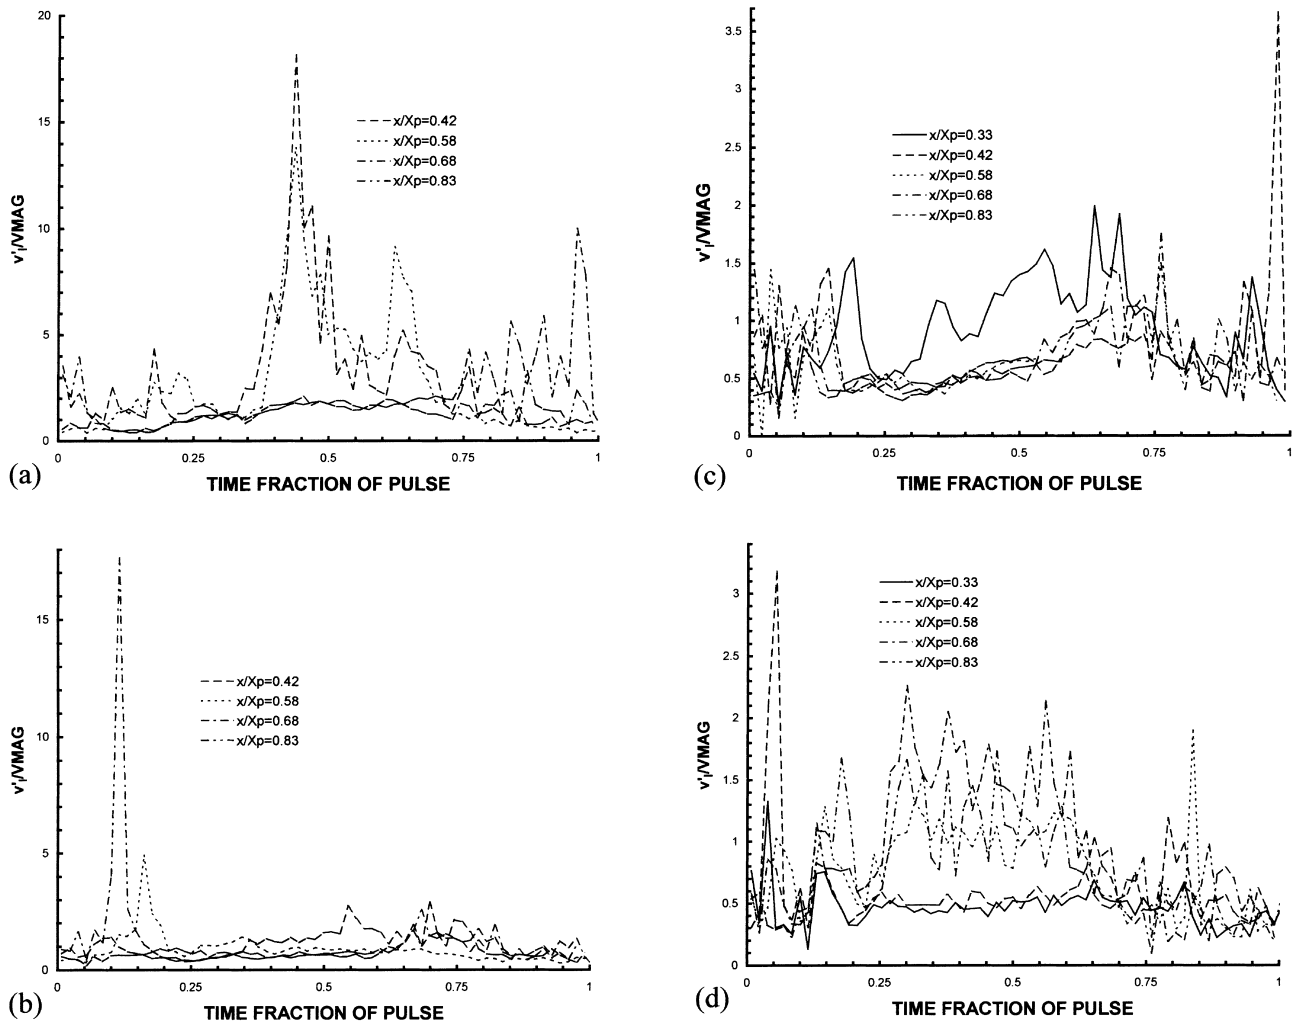 20
15
10
5
0
v'ᵢ/VMAG
x/Xp=0.42
x/Xp=0.58
x/Xp=0.68
x/Xp=0.83
0 0.25 0.5 0.75 1
(a) TIME FRACTION OF PULSE
3.5
3
2.5
2
1.5
1
0.5
0
v'ᵢ/VMAG
x/Xp=0.33
x/Xp=0.42
x/Xp=0.58
x/Xp=0.68
x/Xp=0.83
0 0.25 0.5 0.75 1
(c) TIME FRACTION OF PULSE
15
10
5
0
v'ᵢ/VMAG
x/Xp=0.42
x/Xp=0.58
x/Xp=0.68
x/Xp=0.83
0 0.25 0.5 0.75 1
(b) TIME FRACTION OF PULSE
3
2.5
2
1.5
1
0.5
0
v'ᵢ/VMAG
x/Xp=0.33
x/Xp=0.42
x/Xp=0.58
x/Xp=0.68
x/Xp=0.83
0 0.25 0.5 0.75 1
(d) TIME FRACTION OF PULSE